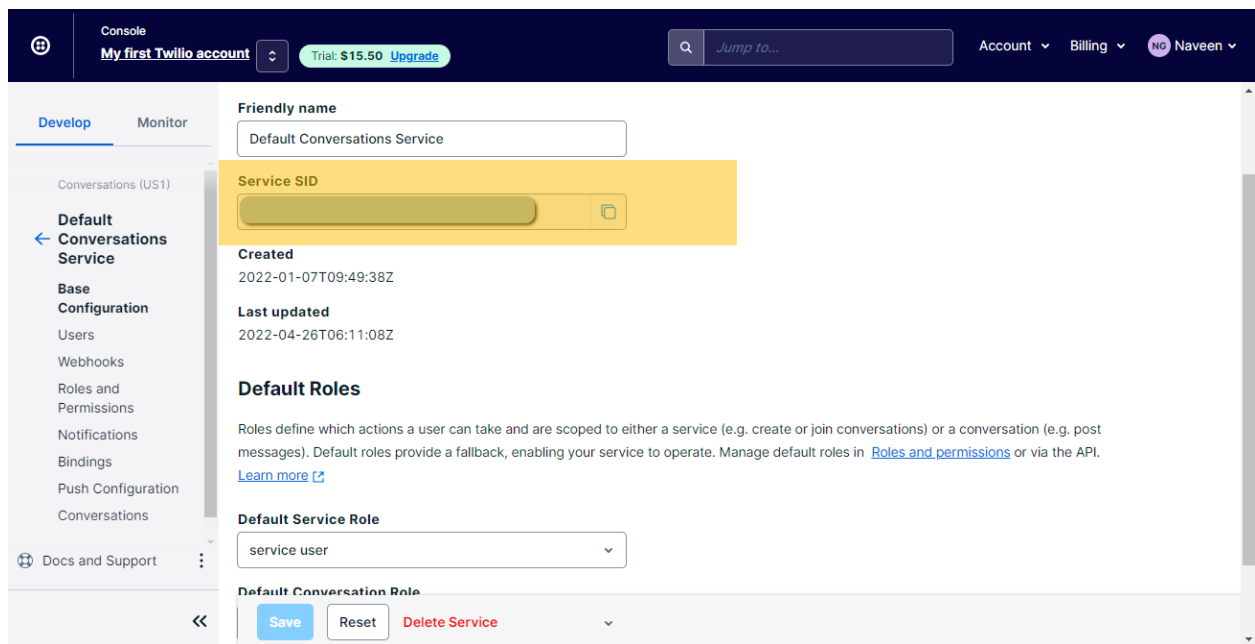 Console
My first Twilio account
Trial: $15.50 Upgrade
Jump to...
Account
Billing
NG Naveen
Develop
Monitor
Conversations (US1)
Default
Conversations
Service
Base
Configuration
Users
Webhooks
Roles and
Permissions
Notifications
Bindings
Push Configuration
Conversations
Docs and Support
Friendly name
Default Conversations Service
Service SID
Created
2022-01-07T09:49:38Z
Last updated
2022-04-26T06:11:08Z
Default Roles
Roles define which actions a user can take and are scoped to either a service (e.g. create or join conversations) or a conversation (e.g. post
messages). Default roles provide a fallback, enabling your service to operate. Manage default roles in Roles and permissions or via the API.
Learn more
Default Service Role
service user
Default Conversation Role
Save
Reset
Delete Service